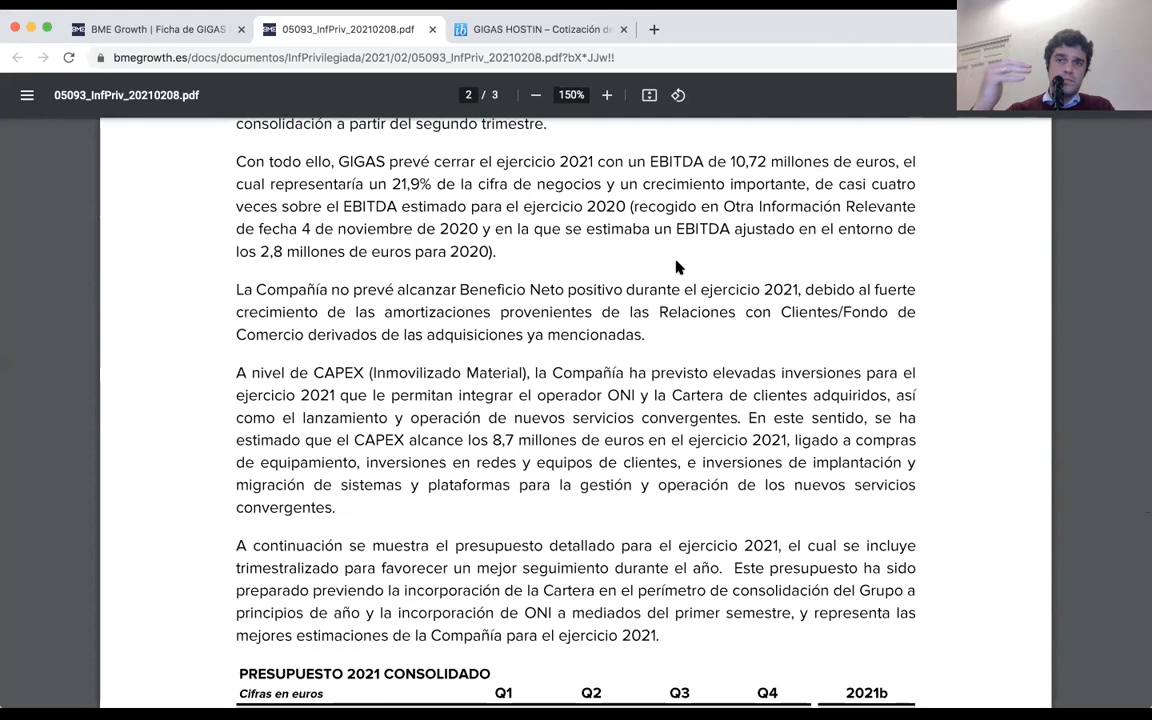 BME Growth | Ficha de GIGAS
05093_InfPriv_20210208.pdf
GIGAS HOSTIN – Cotización de
bmegrowth.es/docs/documentos/InfPrivilegiada/2021/02/05093_InfPriv_20210208.pdf?bX*JJw!!
05093_InfPriv_20210208.pdf
2 / 3
150%
consolidación a partir del segundo trimestre.
Con todo ello, GIGAS prevé cerrar el ejercicio 2021 con un EBITDA de 10,72 millones de euros, el
cual representaría un 21,9% de la cifra de negocios y un crecimiento importante, de casi cuatro
veces sobre el EBITDA estimado para el ejercicio 2020 (recogido en Otra Información Relevante
de fecha 4 de noviembre de 2020 y en la que se estimaba un EBITDA ajustado en el entorno de
los 2,8 millones de euros para 2020).
La Compañía no prevé alcanzar Beneficio Neto positivo durante el ejercicio 2021, debido al fuerte
crecimiento de las amortizaciones provenientes de las Relaciones con Clientes/Fondo de
Comercio derivados de las adquisiciones ya mencionadas.
A nivel de CAPEX (Inmovilizado Material), la Compañía ha previsto elevadas inversiones para el
ejercicio 2021 que le permitan integrar el operador ONI y la Cartera de clientes adquiridos, así
como el lanzamiento y operación de nuevos servicios convergentes. En este sentido, se ha
estimado que el CAPEX alcance los 8,7 millones de euros en el ejercicio 2021, ligado a compras
de equipamiento, inversiones en redes y equipos de clientes, e inversiones de implantación y
migración de sistemas y plataformas para la gestión y operación de los nuevos servicios
convergentes.
A continuación se muestra el presupuesto detallado para el ejercicio 2021, el cual se incluye
trimestralizado para favorecer un mejor seguimiento durante el año. Este presupuesto ha sido
preparado previendo la incorporación de la Cartera en el perímetro de consolidación del Grupo a
principios de año y la incorporación de ONI a mediados del primer semestre, y representa las
mejores estimaciones de la Compañía para el ejercicio 2021.
PRESUPUESTO 2021 CONSOLIDADO
Cifras en euros Q1 Q2 Q3 Q4 2021b